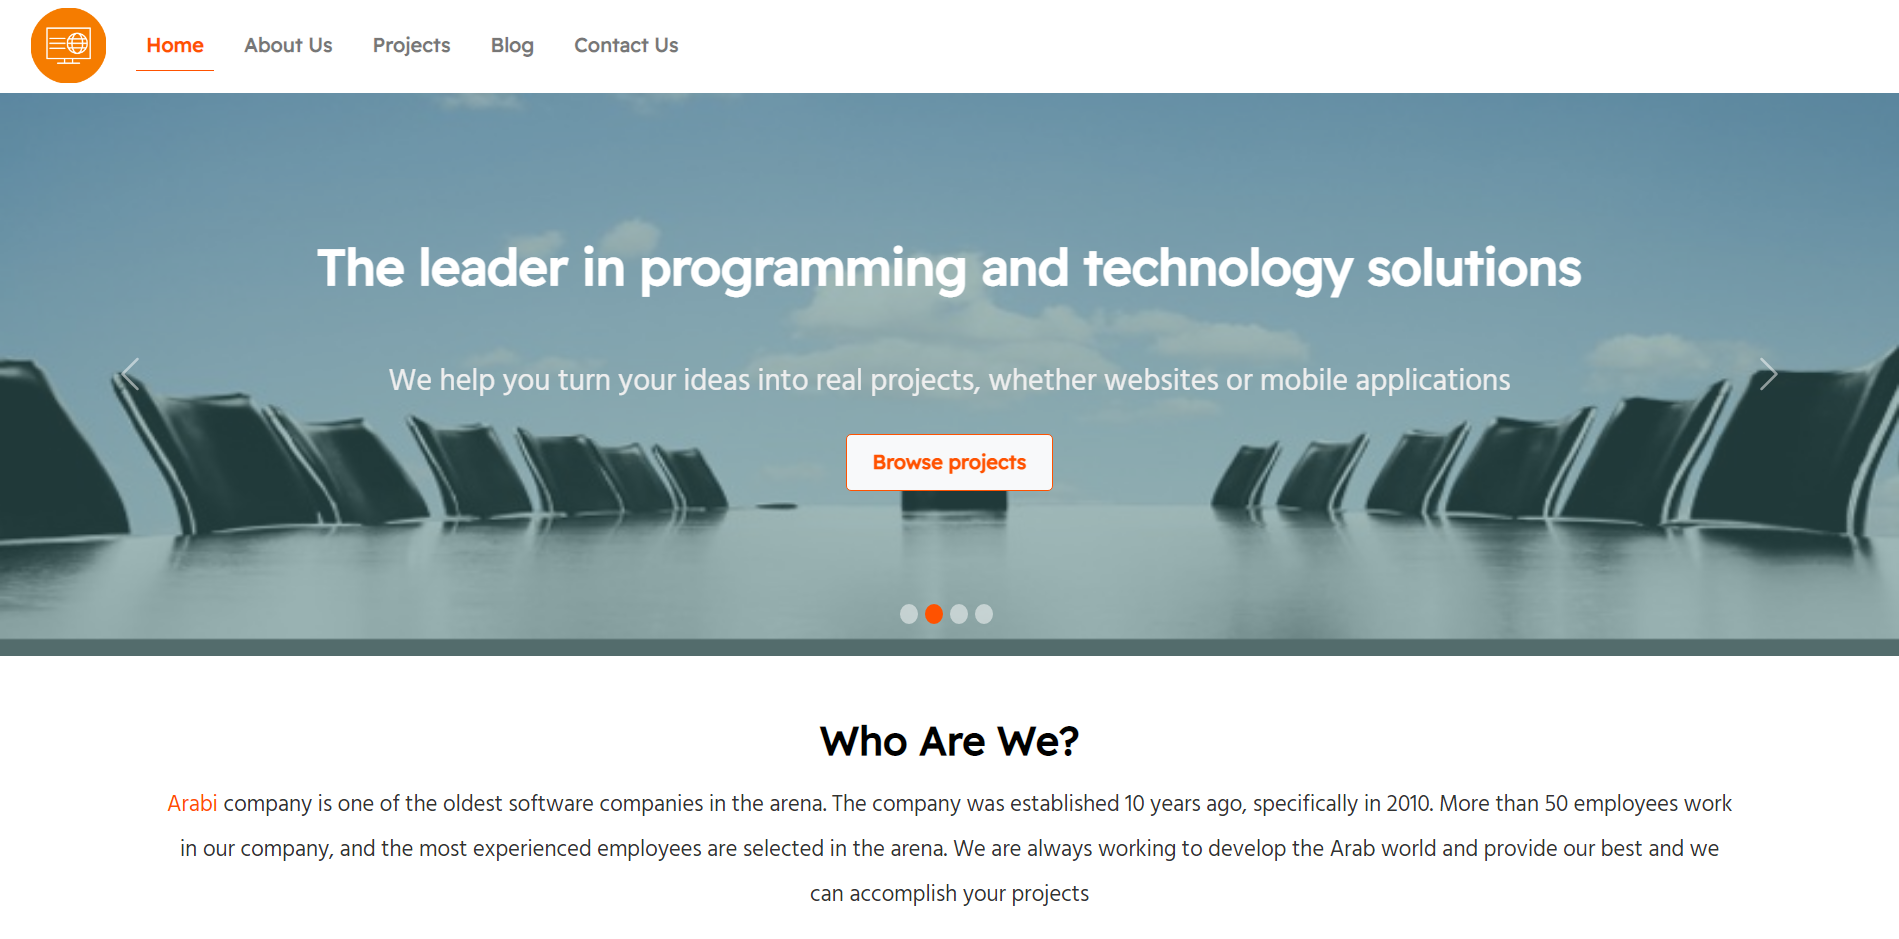 Home
About Us
Projects
Blog
Contact Us
The leader in programming and technology solutions
We help you turn your ideas into real projects, whether websites or mobile applications
Browse projects
Who Are We?
Arabi company is one of the oldest software companies in the arena. The company was established 10 years ago, specifically in 2010. More than 50 employees work
in our company, and the most experienced employees are selected in the arena. We are always working to develop the Arab world and provide our best and we
can accomplish your projects